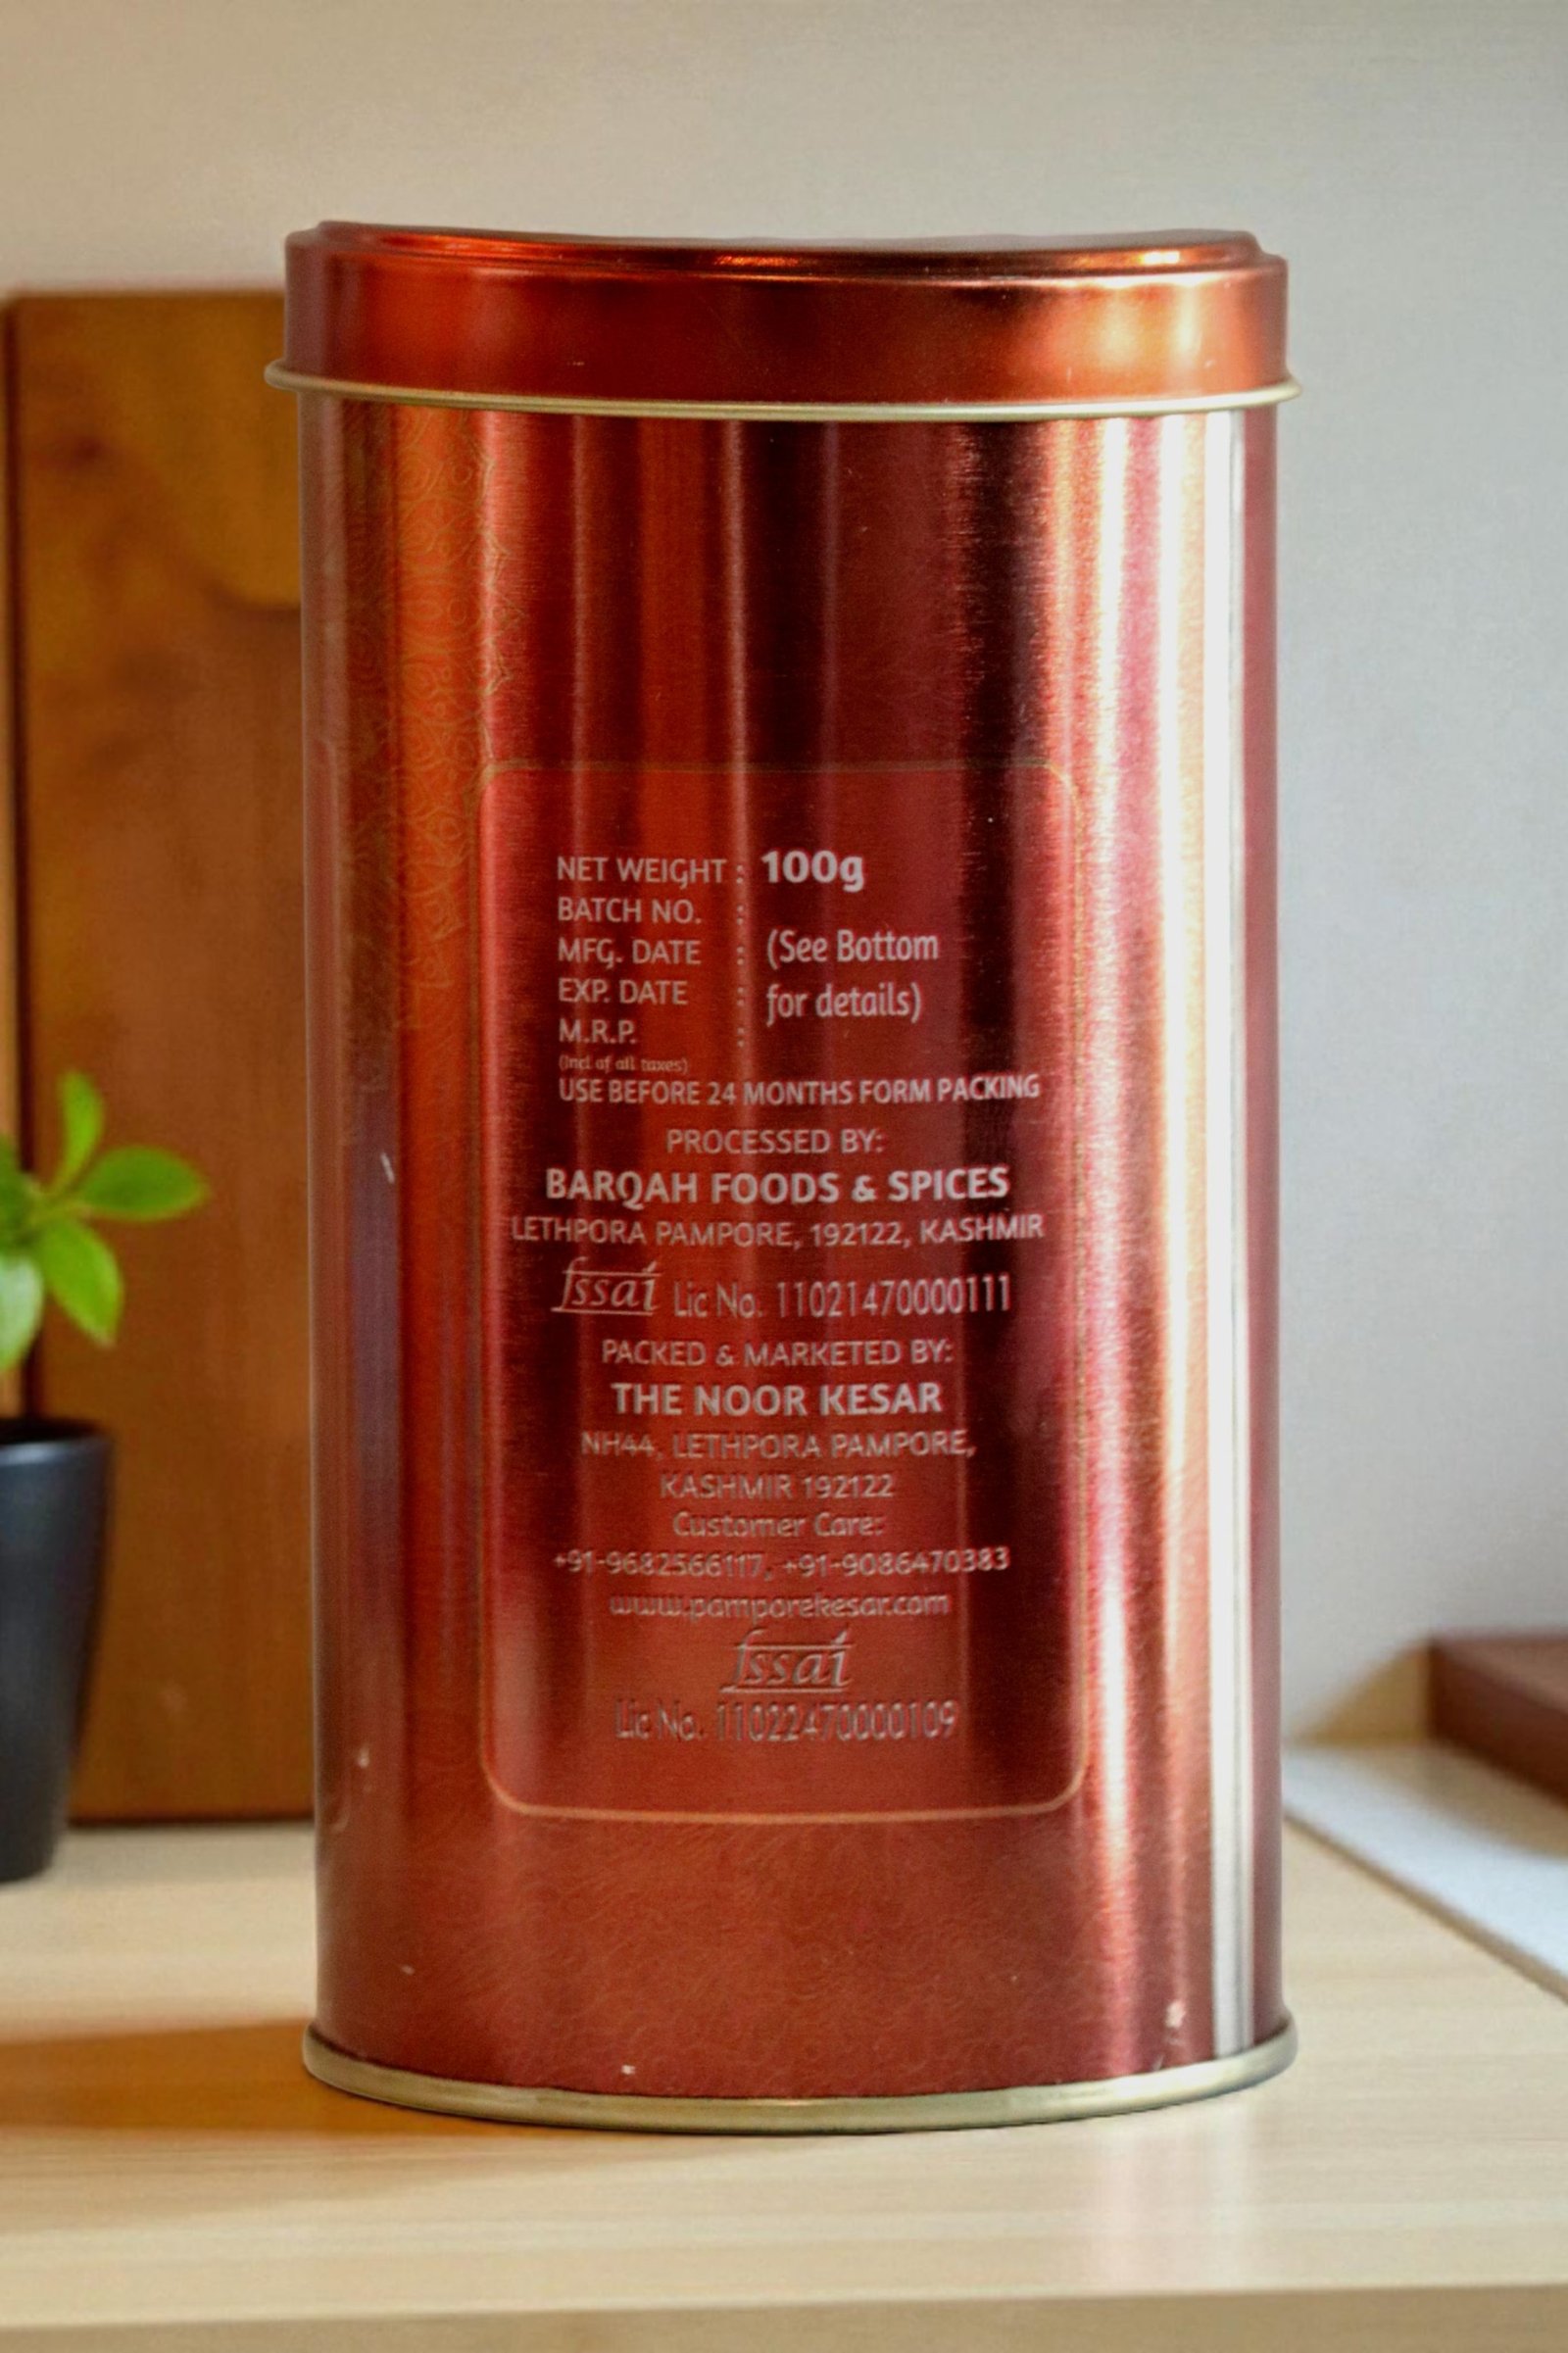 NET WEIGHT : 100g
BATCH NO. :
MFG. DATE : (See Bottom
EXP. DATE : for details)
M.R.P. :
(Incl of all taxes)
USE BEFORE 24 MONTHS FORM PACKING
PROCESSED BY:
BARQAH FOODS & SPICES
LETHPORA PAMPORE, 192122, KASHMIR
fssai Lic No. 11021470000111
PACKED & MARKETED BY:
THE NOOR KESAR
NH44, LETHPORA PAMPORE,
KASHMIR 192122
Customer Care:
+91-9682566117, +91-9086470383
www.pamporekesar.com
fssai
Lic No. 11022470000109